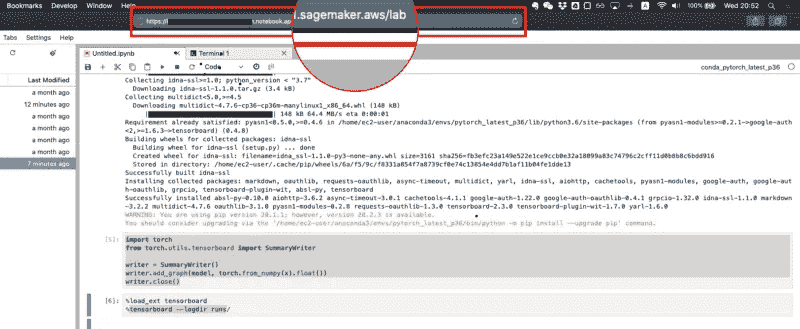 Bookmarks Develop Window Help
100% Wed 17 Nov 20:52
https://l .notebook.ap l.sagemaker.aws/lab
Tabs Settings Help
Untitled.ipynb Terminal 1
Code conda_pytorch_latest_p36
Last Modified
a month ago
12 minutes ago
a month ago
a month ago
a month ago
a month ago
7 minutes ago
Collecting idna-ssl>=1.0; python_version < "3.7"
Downloading idna-ssl-1.1.0.tar.gz (3.4 kB)
Collecting multidict<5.0,>=4.5
Downloading multidict-4.7.6-cp36-cp36m-manylinux1_x86_64.whl (148 kB)
148 kB 64.4 MB/s eta 0:00:01
Requirement already satisfied: pyasn1<0.5.0,>=0.4.6 in /home/ec2-user/anaconda3/envs/pytorch_latest_p36/lib/python3.6/site-packages (from pyasn1-modules>=0.2.1->google-auth<2,>=1.6.3->tensorboard) (0.4.8)
Building wheels for collected packages: idna-ssl
Building wheel for idna-ssl (setup.py) ... done
Created wheel for idna-ssl: filename=idna_ssl-1.1.0-py3-none-any.whl size=3161
Stored in directory: /home/ec2-user/.cache/pip/wheels/
Successfully built idna-ssl
Installing collected packages: markdown, oauthlib, requests-oauthlib, async-timeout, multidict, yarl, idna-ssl, aiohttp, cachetools, pyasn1-modules, google-auth, google-auth-oauthlib, grpcio, tensorboard-plugin-wit, absl-py, tensorboard
Successfully installed absl-py-0.10.0 aiohttp-3.6.2 async-timeout-3.0.1 cachetools-4.1.1 google-auth-1.22.0 google-auth-oauthlib-0.4.1 grpcio-1.32.0 idna-ssl-1.1.0 markdown-3.2.2 multidict-4.7.6 oauthlib-3.1.0 pyasn1-modules-0.2.8 requests-oauthlib-1.3.0 tensorboard-2.3.0 tensorboard-plugin-wit-1.7.0 yarl-1.6.0
WARNING: You are using pip version 20.1.1; however, version 20.2.3 is available.
You should consider upgrading via the '/home/ec2-user/anaconda3/envs/pytorch_latest_p36/bin/python -m pip install --upgrade pip' command.
[5]: import torch
from torch.utils.tensorboard import SummaryWriter
writer = SummaryWriter()
writer.add_graph(model, torch.from_numpy(x).float())
writer.close()
[6]: %load_ext tensorboard
%tensorboard --logdir runs/